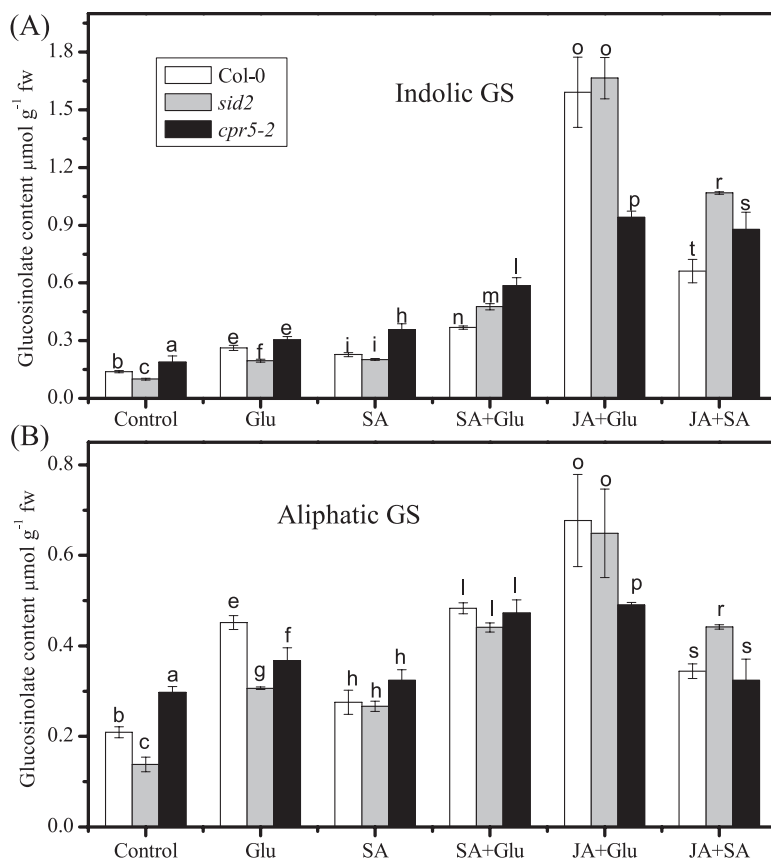 (A)
Glucosinolate content μmol g⁻¹ fw
1.8
1.5
1.2
0.9
0.6
0.3
0.0
Col-0
sid2
cpr5-2
Indolic GS
b c a
e f e
i i h
n m l
o o p
t r s
Control Glu SA SA+Glu JA+Glu JA+SA
(B)
Glucosinolate content μmol g⁻¹ fw
0.8
0.6
0.4
0.2
0.0
Aliphatic GS
b c a
e g f
h h h
l l l
o o p
s r s
Control Glu SA SA+Glu JA+Glu JA+SA